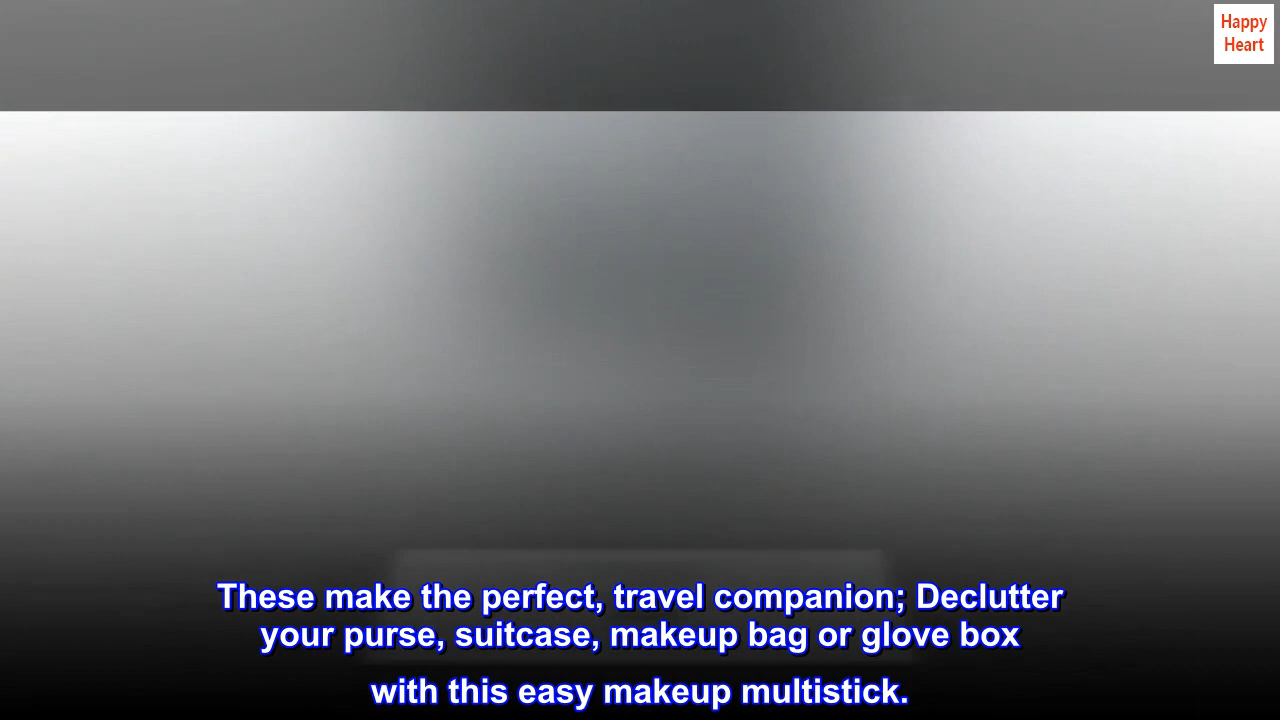 Happy
Heart
These make the perfect, travel companion; Declutter
your purse, suitcase, makeup bag or glove box
with this easy makeup multistick.